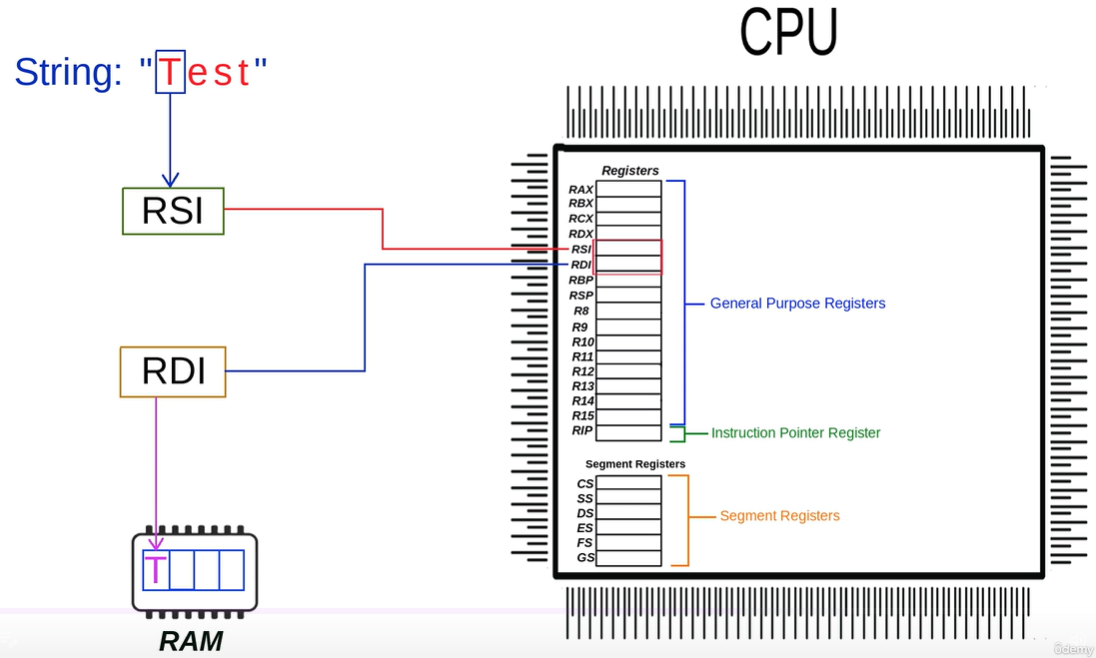 CPU
String: "Test"
RSI
RDI
T
RAM
Registers
RAX
RBX
RCX
RDX
RSI
RDI
RBP
RSP
R8
R9
R10
R11
R12
R13
R14
R15
RIP
General Purpose Registers
Instruction Pointer Register
Segment Registers
CS
SS
DS
ES
FS
GS
Segment Registers